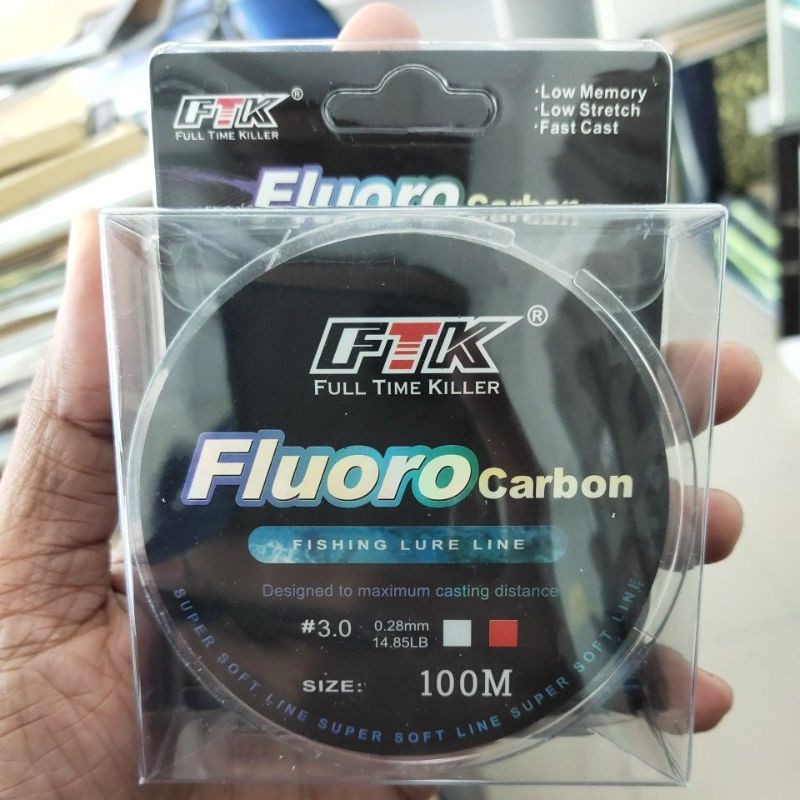 FTK®
FULL TIME KILLER
·Low Memory
·Low Stretch
·Fast Cast
Fluoro Carbon
FTK®
FULL TIME KILLER
Fluoro Carbon
FISHING LURE LINE
Designed to maximum casting distance
#3.0 0.28mm
14.85LB
SIZE: 100M
SUPER SOFT LINE SUPER SOFT LINE SUPER SOFT LINE